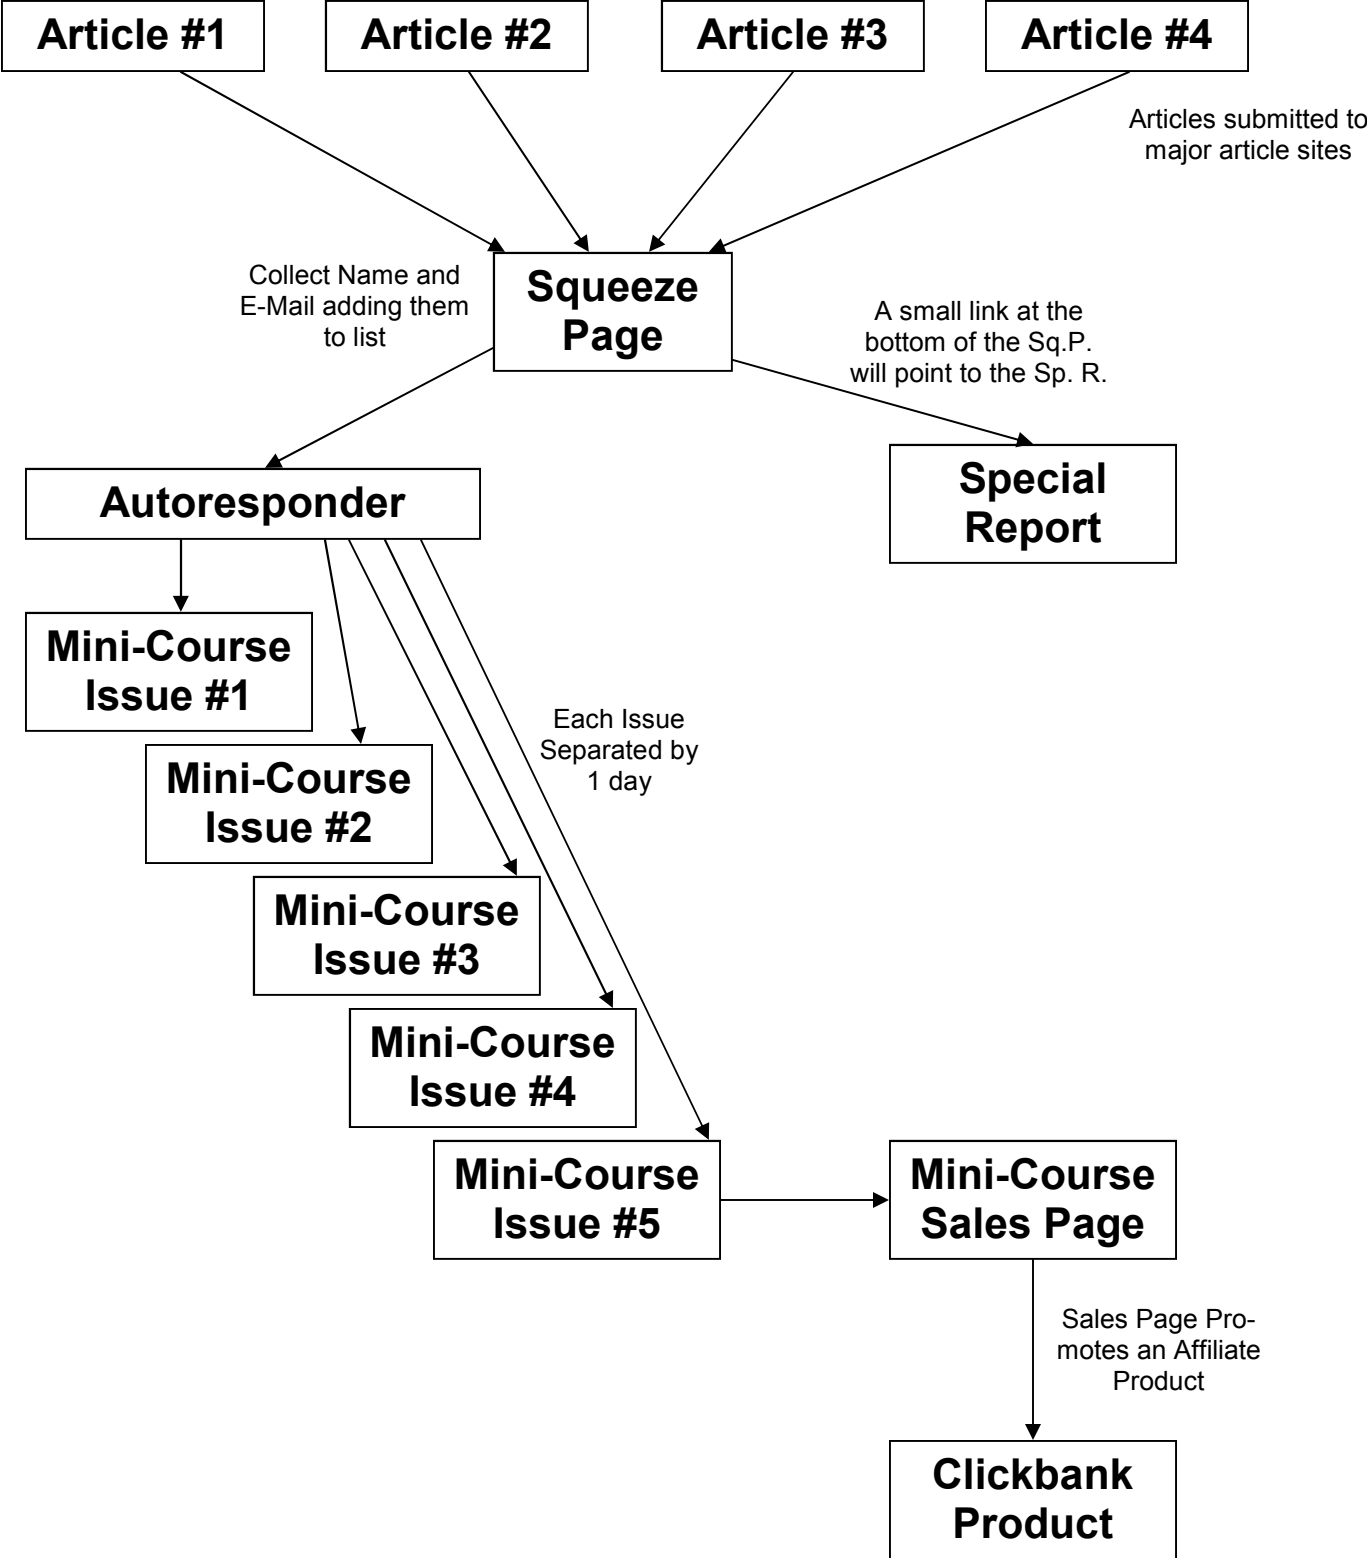 Article #1
Article #2
Article #3
Article #4
Articles submitted to
major article sites
Collect Name and
E-Mail adding them
to list
Squeeze
Page
A small link at the
bottom of the Sq.P.
will point to the Sp. R.
Autoresponder
Special
Report
Mini-Course
Issue #1
Mini-Course
Issue #2
Each Issue
Separated by
1 day
Mini-Course
Issue #3
Mini-Course
Issue #4
Mini-Course
Issue #5
Mini-Course
Sales Page
Sales Page Pro-
motes an Affiliate
Product
Clickbank
Product